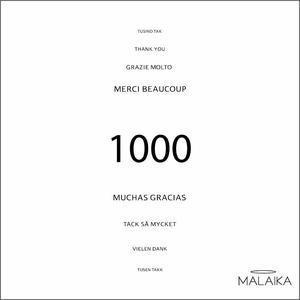 TUSIND TAK
THANK YOU
GRAZIE MOLTO
MERCI BEAUCOUP
1000
MUCHAS GRACIAS
TACK SÅ MYCKET
VIELEN DANK
TUSEN TAKK
MALAIKA